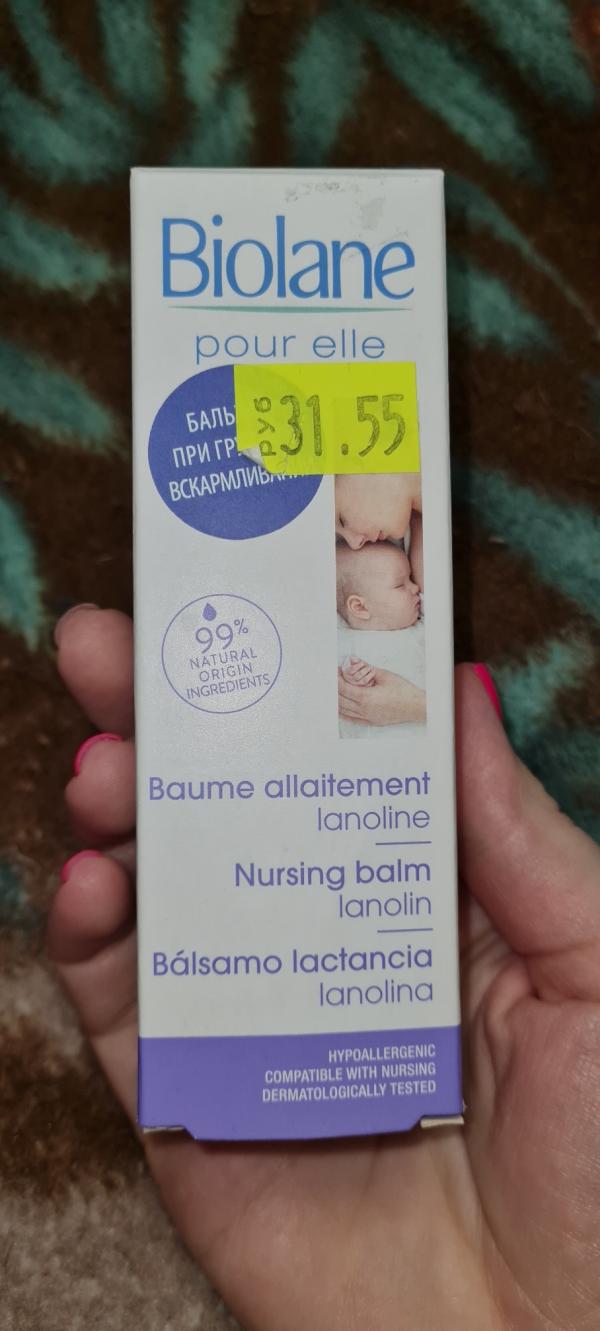 Biolane
pour elle
РУБ 31.55
ПРИ
99%
NATURAL
ORIGIN
INGREDIENTS
Baume allaitement
lanoline
Nursing balm
lanolin
Bálsamo lactancia
lanolina
HYPOALLERGENIC
COMPATIBLE WITH NURSING
DERMATOLOGICALLY TESTED